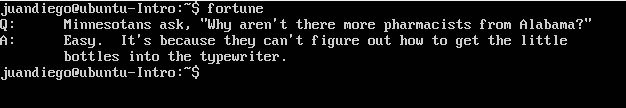 juandiego@ubuntu-Intro:~$ fortune
Q:      Minnesotans ask, "Why aren't there more pharmacists from Alabama?"
A:      Easy.  It's because they can't figure out how to get the little
        bottles into the typewriter.
juandiego@ubuntu-Intro:~$